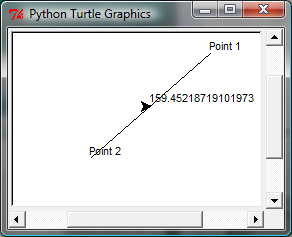 Python Turtle Graphics
Point 1
159.45218719101973
Point 2